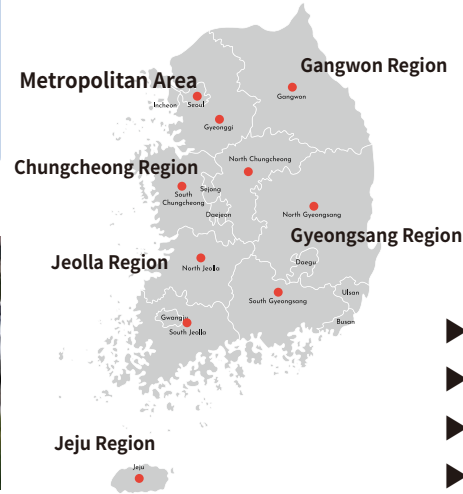 Gangwon Region
Metropolitan Area
Gangwon
Incheon
Seoul
Gyeonggi
Chungcheong Region
North Chungcheong
South
Chungcheong
Sejong
Daejeon
North Gyeongsang
Gyeongsang Region
Jeolla Region
North Jeolla
Daegu
South Gyeongsang
Ulsan
Gwangju
South Jeolla
Busan
Jeju Region
Jeju